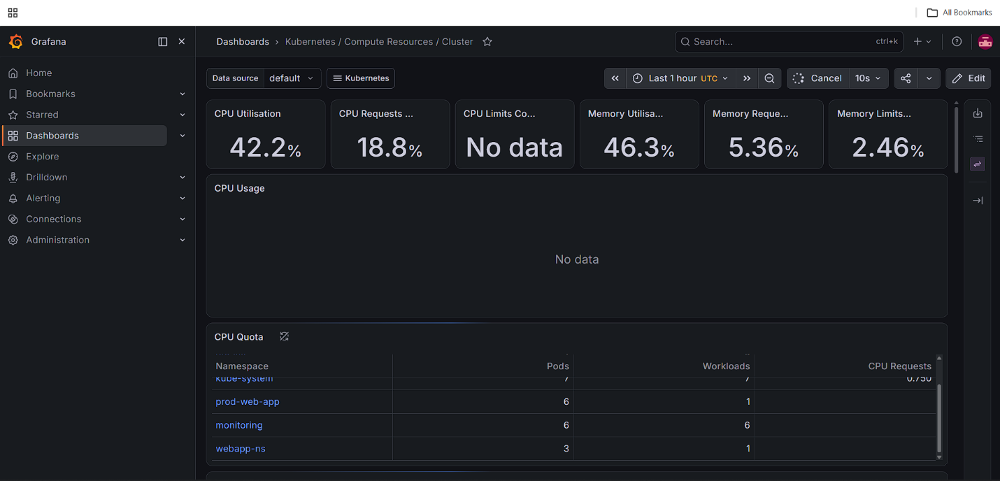 All Bookmarks
Grafana
Dashboards › Kubernetes / Compute Resources / Cluster
Search... ctrl+k
Home
Bookmarks
Starred
Dashboards
Explore
Drilldown
Alerting
Connections
Administration
Data source default
Kubernetes
Last 1 hour UTC
Cancel 10s
Edit
CPU Utilisation
42.2%
CPU Requests ...
18.8%
CPU Limits Co...
No data
Memory Utilisa...
46.3%
Memory Reque...
5.36%
Memory Limits...
2.46%
CPU Usage
No data
CPU Quota
Namespace Pods Workloads CPU Requests
kube-system 7 7 0.750
prod-web-app 6 1
monitoring 6 6
webapp-ns 3 1